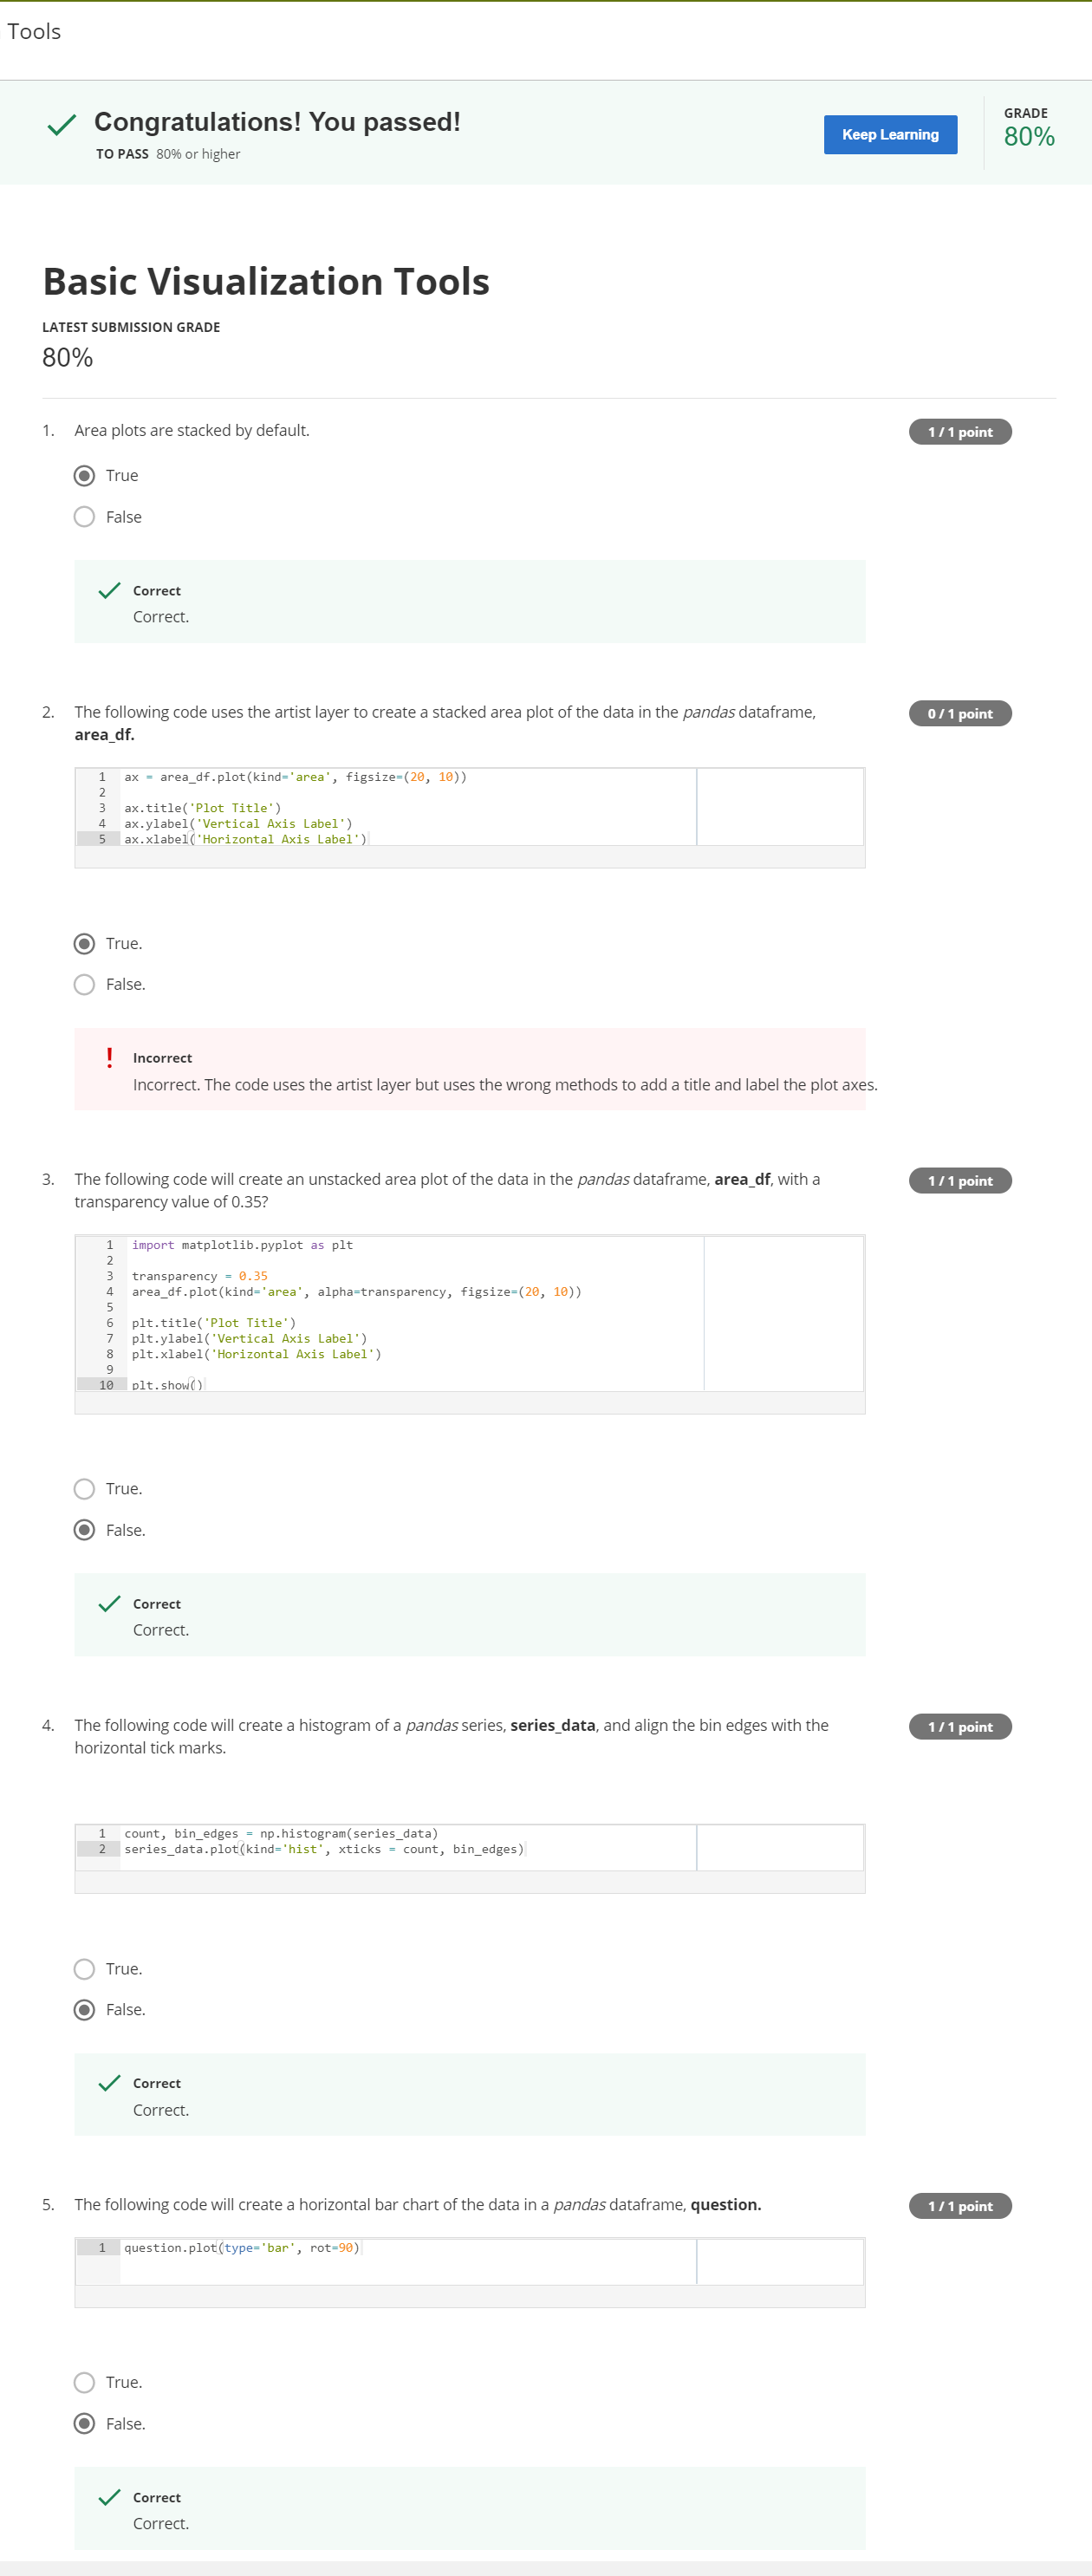 Tools
Congratulations! You passed!
TO PASS 80% or higher
Keep Learning
GRADE
80%
Basic Visualization Tools
LATEST SUBMISSION GRADE
80%
1. Area plots are stacked by default.
1 / 1 point
True
False
Correct
Correct.
2. The following code uses the artist layer to create a stacked area plot of the data in the pandas dataframe,
area_df.
0 / 1 point
1 ax = area_df.plot(kind='area', figsize=(20, 10))
2
3 ax.title('Plot Title')
4 ax.ylabel('Vertical Axis Label')
5 ax.xlabel('Horizontal Axis Label')
True.
False.
Incorrect
Incorrect. The code uses the artist layer but uses the wrong methods to add a title and label the plot axes.
3. The following code will create an unstacked area plot of the data in the pandas dataframe, area_df, with a
transparency value of 0.35?
1 / 1 point
1 import matplotlib.pyplot as plt
2
3 transparency = 0.35
4 area_df.plot(kind='area', alpha=transparency, figsize=(20, 10))
5
6 plt.title('Plot Title')
7 plt.ylabel('Vertical Axis Label')
8 plt.xlabel('Horizontal Axis Label')
9
10 plt.show()
True.
False.
Correct
Correct.
4. The following code will create a histogram of a pandas series, series_data, and align the bin edges with the
horizontal tick marks.
1 / 1 point
1 count, bin_edges = np.histogram(series_data)
2 series_data.plot(kind='hist', xticks = count, bin_edges)
True.
False.
Correct
Correct.
5. The following code will create a horizontal bar chart of the data in a pandas dataframe, question.
1 / 1 point
1 question.plot(type='bar', rot=90)
True.
False.
Correct
Correct.